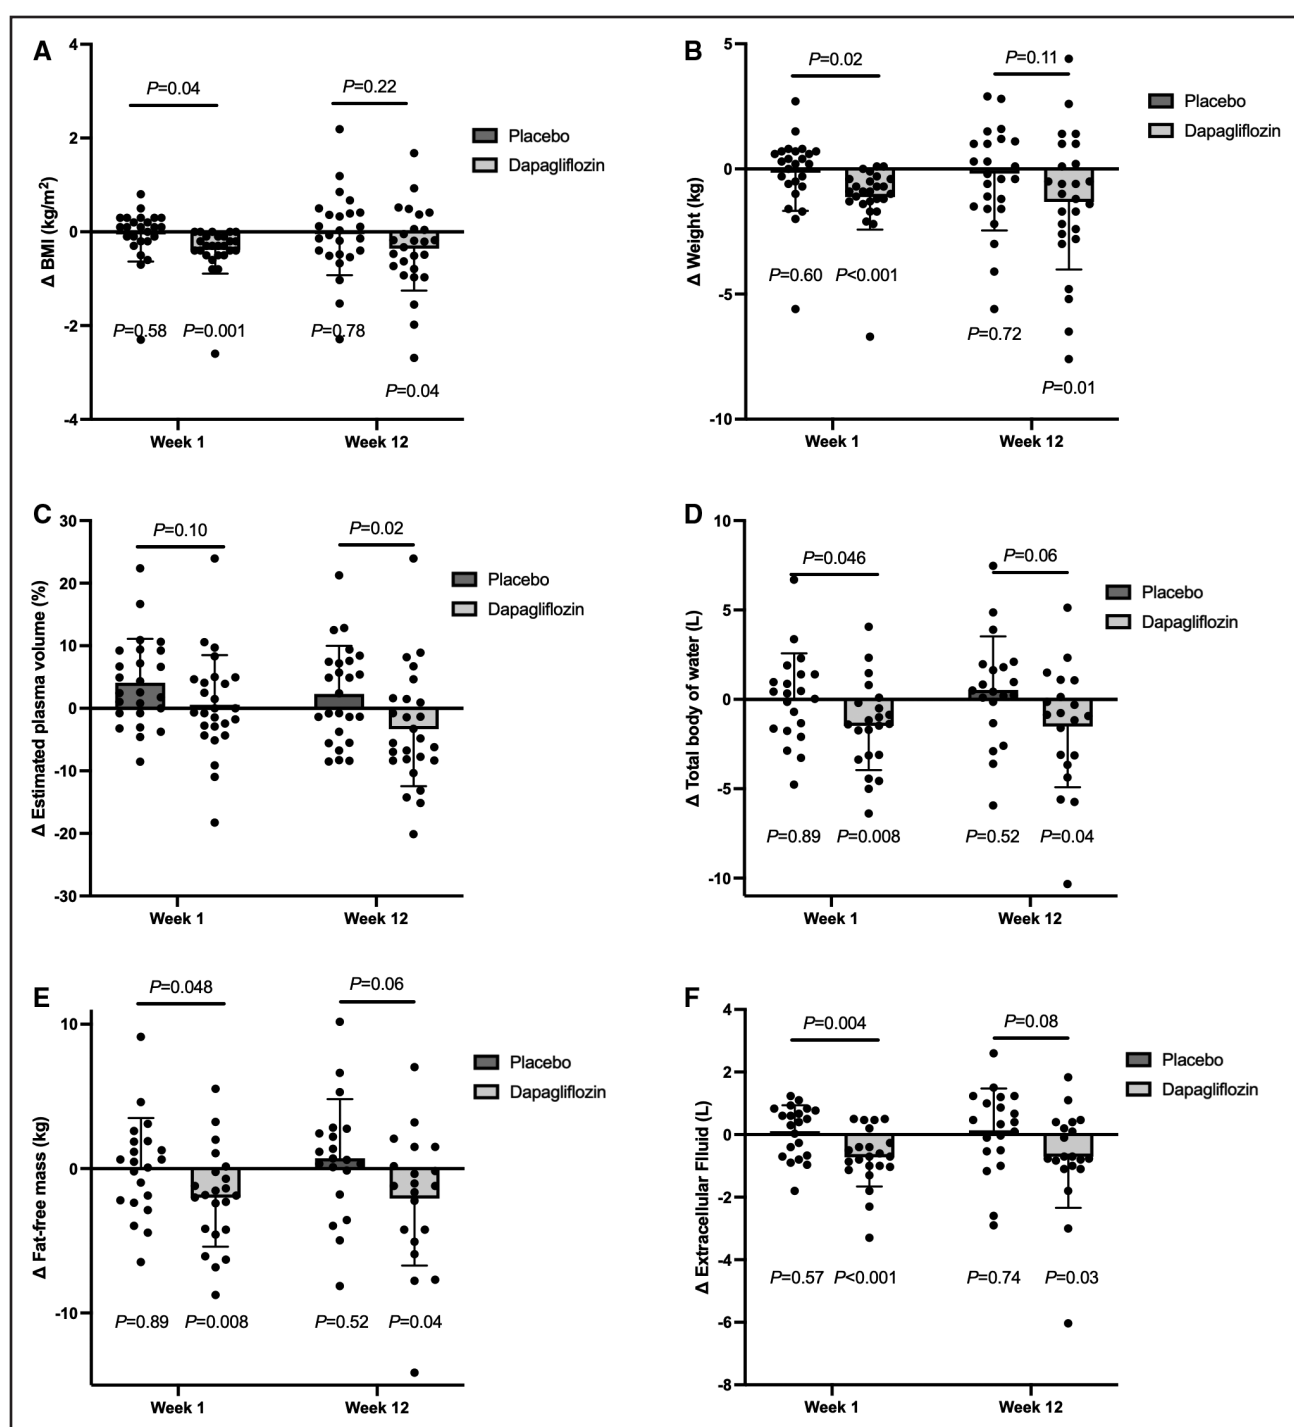 A
4
2
0
-2
-4
Δ BMI (kg/m²)
P=0.04
P=0.22
P=0.58
P=0.001
P=0.78
P=0.04
Placebo
Dapagliflozin
Week 1
Week 12
B
5
0
-5
-10
Δ Weight (kg)
P=0.02
P=0.11
P=0.60
P<0.001
P=0.72
P=0.01
Placebo
Dapagliflozin
Week 1
Week 12
C
30
20
10
0
-10
-20
-30
Δ Estimated plasma volume (%)
P=0.10
P=0.02
Placebo
Dapagliflozin
Week 1
Week 12
D
10
5
0
-5
-10
Δ Total body of water (L)
P=0.046
P=0.06
P=0.89
P=0.008
P=0.52
P=0.04
Placebo
Dapagliflozin
Week 1
Week 12
E
10
0
-10
Δ Fat-free mass (kg)
P=0.048
P=0.06
P=0.89
P=0.008
P=0.52
P=0.04
Placebo
Dapagliflozin
Week 1
Week 12
F
4
2
0
-2
-4
-6
-8
Δ Extracellular Flluid (L)
P=0.004
P=0.08
P=0.57
P<0.001
P=0.74
P=0.03
Placebo
Dapagliflozin
Week 1
Week 12